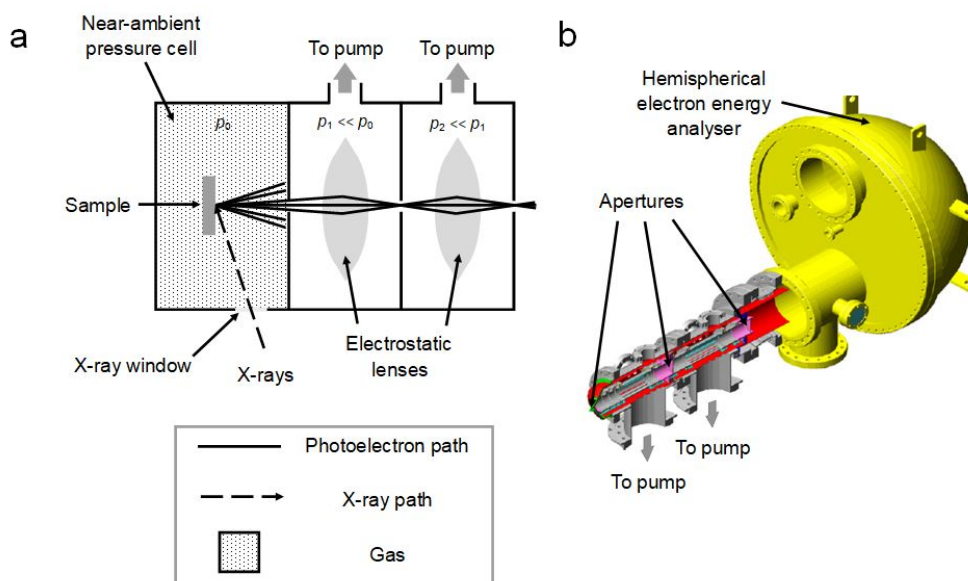 a
Near-ambient
pressure cell
To pump
To pump
p₀
p₁ << p₀
p₂ << p₁
Sample
X-ray window
X-rays
Electrostatic
lenses
Photoelectron path
X-ray path
Gas
b
Hemispherical
electron energy
analyser
Apertures
To pump
To pump